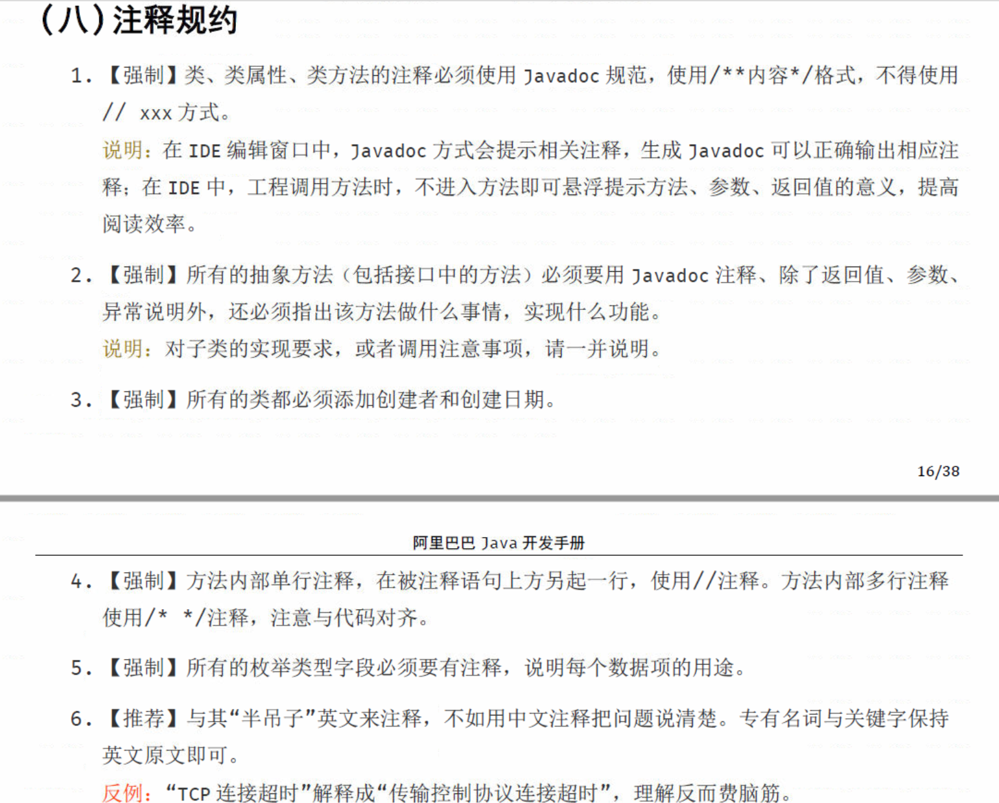 (八)注释规约
1. 【强制】类、类属性、类方法的注释必须使用 Javadoc 规范，使用/**内容*/格式，不得使用
// xxx 方式。
说明：在 IDE 编辑窗口中，Javadoc 方式会提示相关注释，生成 Javadoc 可以正确输出相应注
释；在 IDE 中，工程调用方法时，不进入方法即可悬浮提示方法、参数、返回值的意义，提高
阅读效率。
2. 【强制】所有的抽象方法（包括接口中的方法）必须要用 Javadoc 注释、除了返回值、参数、
异常说明外，还必须指出该方法做什么事情，实现什么功能。
说明：对子类的实现要求，或者调用注意事项，请一并说明。
3. 【强制】所有的类都必须添加创建者和创建日期。
16/38
阿里巴巴 Java 开发手册
4. 【强制】方法内部单行注释，在被注释语句上方另起一行，使用//注释。方法内部多行注释
使用/* */注释，注意与代码对齐。
5. 【强制】所有的枚举类型字段必须要有注释，说明每个数据项的用途。
6. 【推荐】与其“半吊子”英文来注释，不如用中文注释把问题说清楚。专有名词与关键字保持
英文原文即可。
反例：“TCP 连接超时”解释成“传输控制协议连接超时”，理解反而费脑筋。